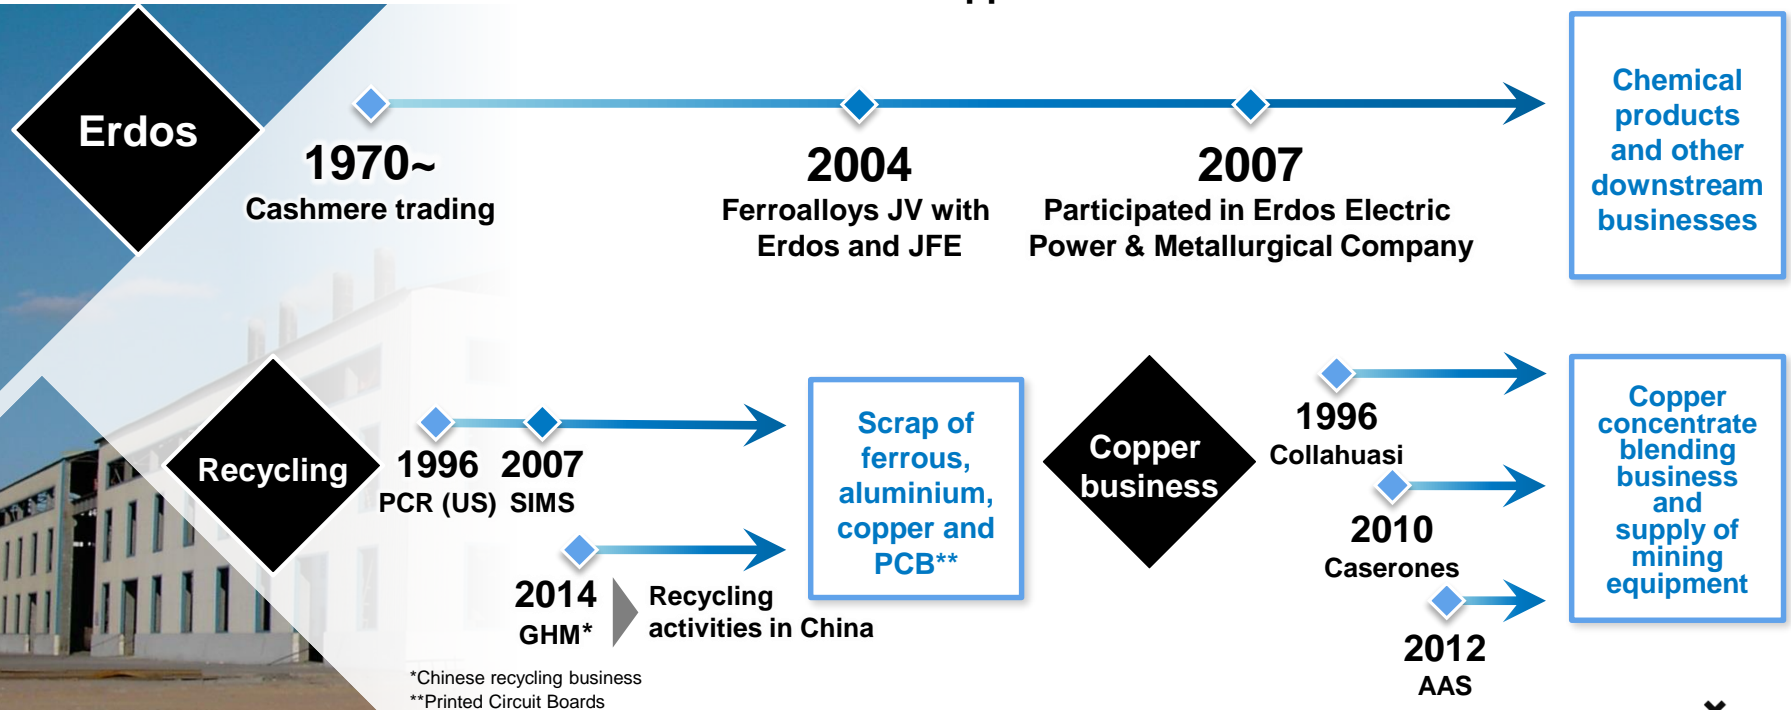 Erdos
1970~
Cashmere trading
2004
Ferroalloys JV with
Erdos and JFE
2007
Participated in Erdos Electric
Power & Metallurgical Company
Chemical
products
and other
downstream
businesses
Recycling
1996
PCR (US)
2007
SIMS
2014
GHM*
Recycling
activities in China
Scrap of
ferrous,
aluminium,
copper and
PCB**
*Chinese recycling business
**Printed Circuit Boards
Copper
business
1996
Collahuasi
2010
Caserones
2012
AAS
Copper
concentrate
blending
business
and
supply of
mining
equipment